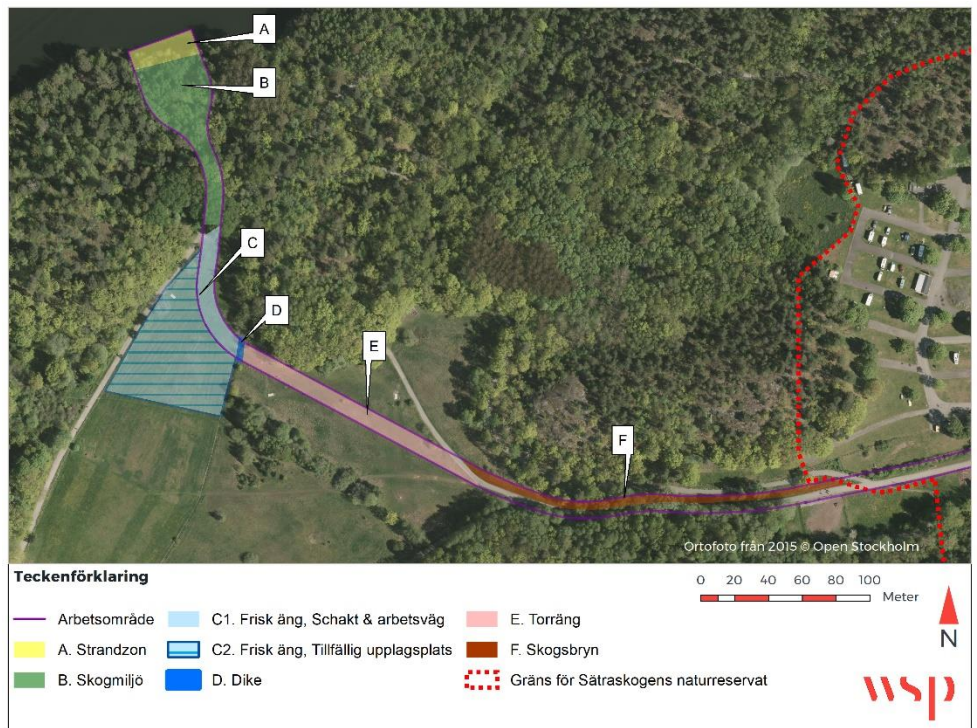 A
B
C
D
E
F
Ortofoto från 2015 © Open Stockholm
Teckenförklaring
0 20 40 60 80 100
Meter
Arbetsområde
C1. Frisk äng, Schakt & arbetsväg
E. Torräng
A. Strandzon
C2. Frisk äng, Tillfällig upplagsplats
F. Skogsbryn
B. Skogmiljö
D. Dike
Gräns för Sätraskogens naturreservat
N
wsp